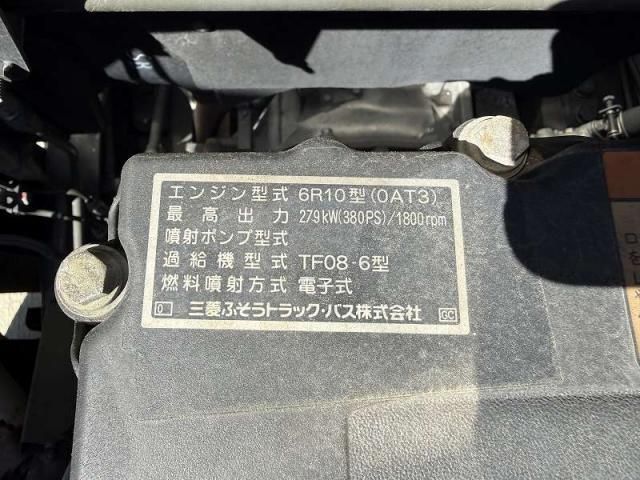 エンジン型式 6R10型(0AT3)
最高出力 279kW(380PS)/1800rpm
噴射ポンプ型式
過給機型式 TF08-6型
燃料噴射方式 電子式
0 三菱ふそうトラック・バス株式会社 GC